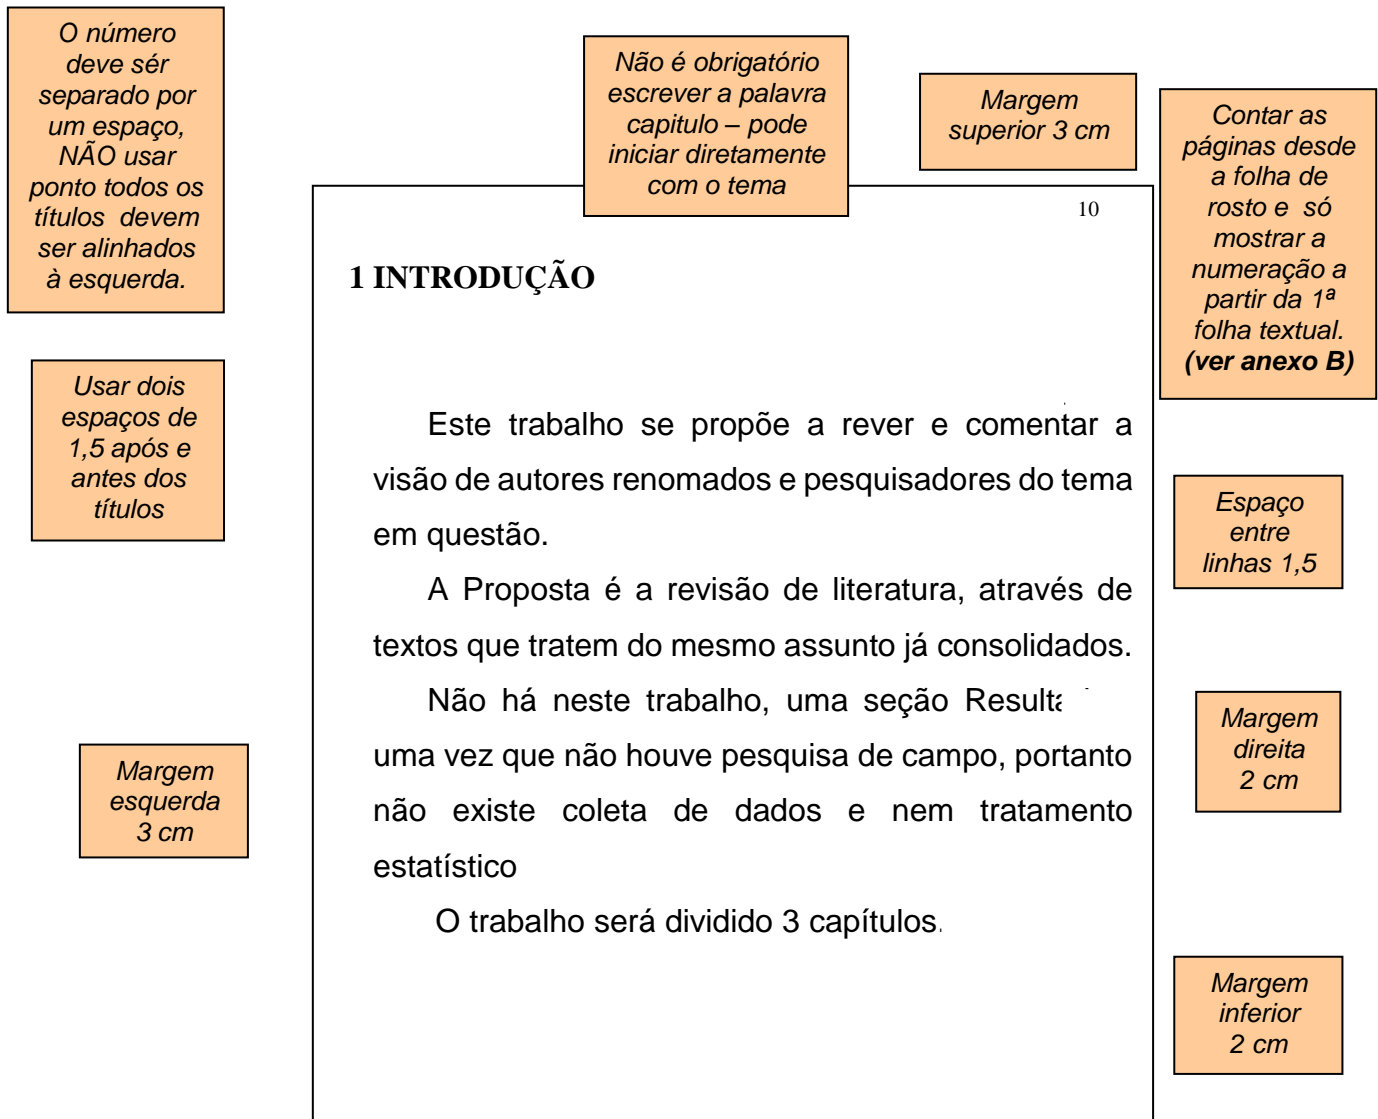 O número
deve sér
separado por
um espaço,
NÃO usar
ponto todos os
títulos devem
ser alinhados
à esquerda.
Não é obrigatório
escrever a palavra
capitulo – pode
iniciar diretamente
com o tema
Margem
superior 3 cm
Contar as
páginas desde
a folha de
rosto e só
mostrar a
numeração a
partir da 1ª
folha textual.
(ver anexo B)
10
1 INTRODUÇÃO
Usar dois
espaços de
1,5 após e
antes dos
títulos
Este trabalho se propõe a rever e comentar a
visão de autores renomados e pesquisadores do tema
em questão.
A Proposta é a revisão de literatura, através de
textos que tratem do mesmo assunto já consolidados.
Não há neste trabalho, uma seção
uma vez que não houve pesquisa de campo, portanto
não existe coleta de dados e nem tratamento
estatístico
O trabalho será dividido 3 capítulos.
Espaço
entre
linhas 1,5
Margem
direita
2 cm
Margem
esquerda
3 cm
Margem
inferior
2 cm